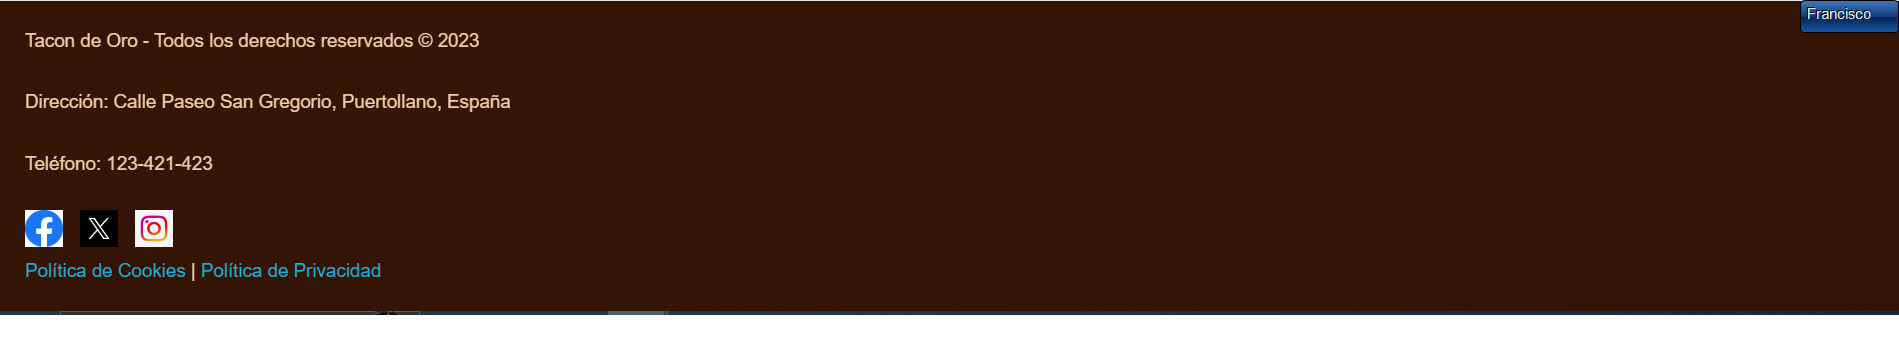 Francisco
Tacon de Oro - Todos los derechos reservados © 2023
Dirección: Calle Paseo San Gregorio, Puertollano, España
Teléfono: 123-421-423
Política de Cookies | Política de Privacidad